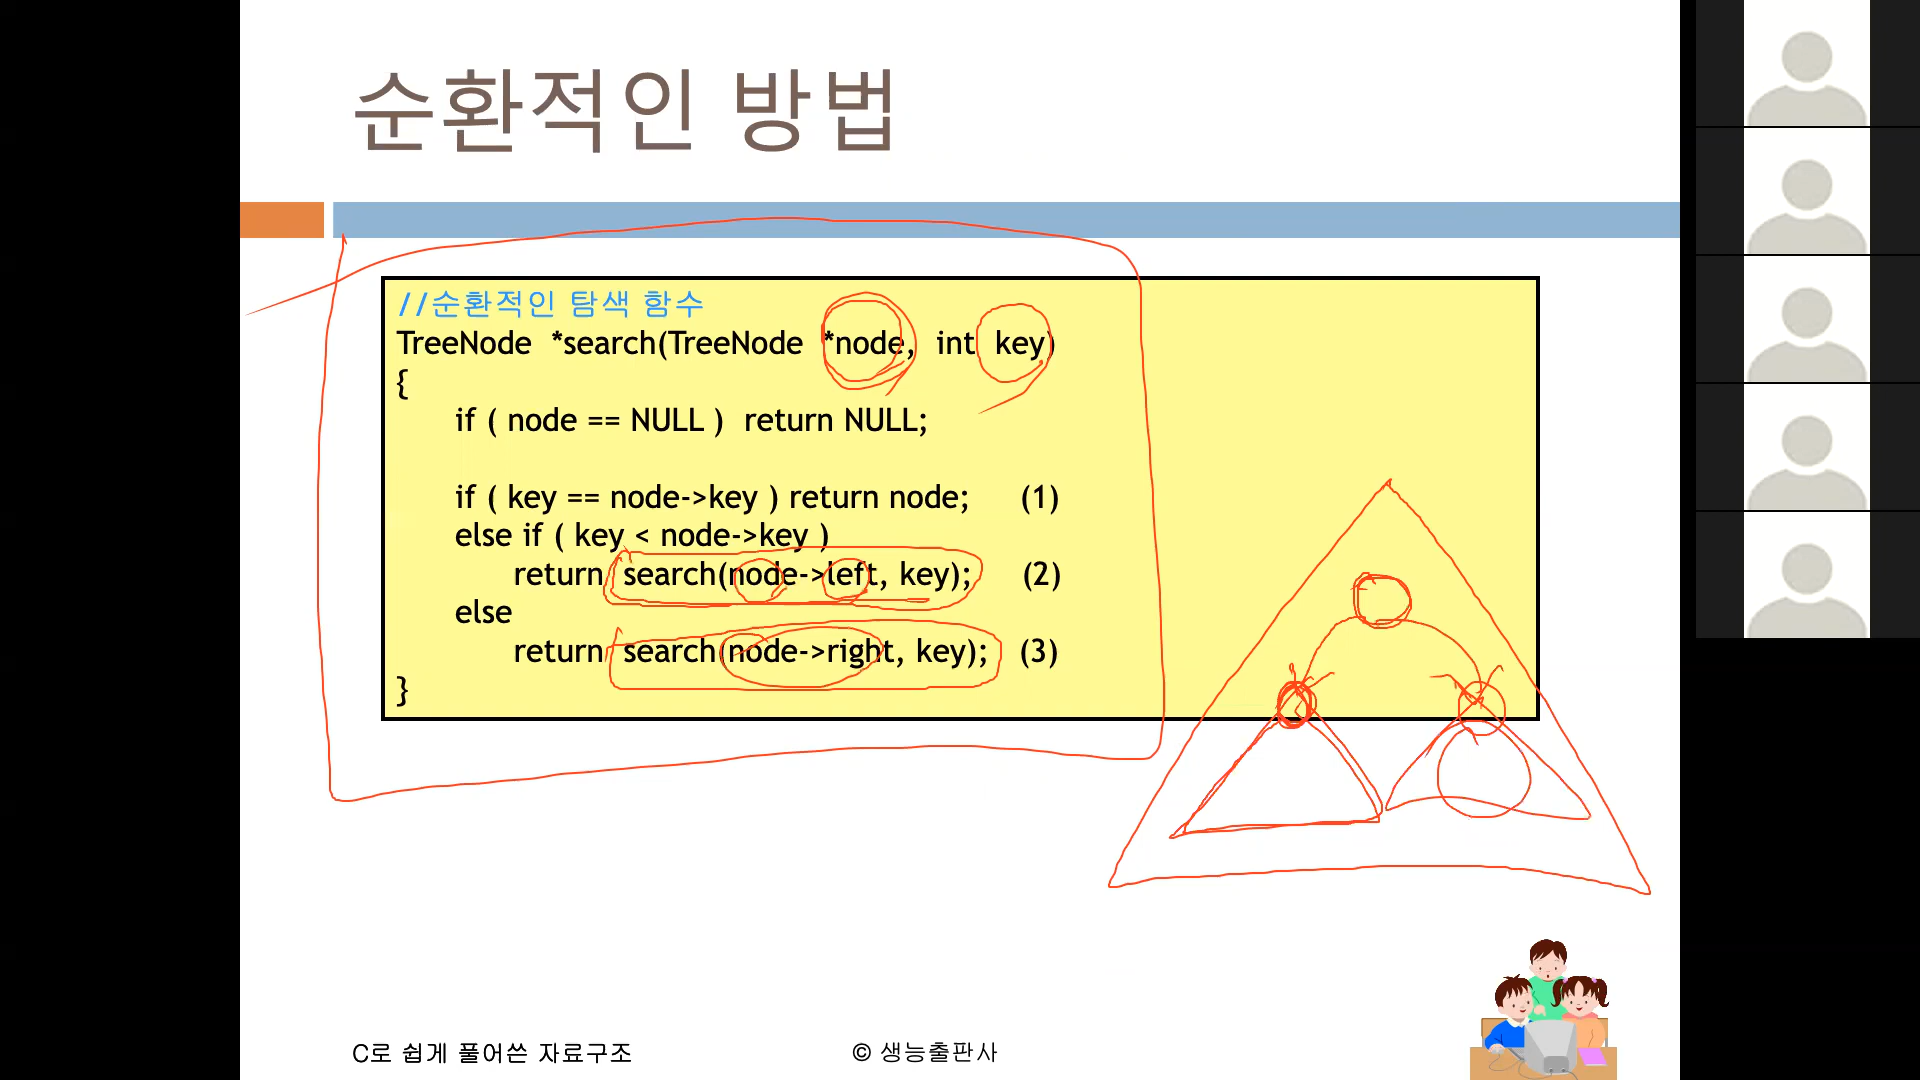 순환적인 방법
//순환적인 탐색 함수
TreeNode *search(TreeNode *node, int key)
{
if ( node == NULL ) return NULL;
if ( key == node->key ) return node; (1)
else if ( key < node->key )
return search(node->left, key); (2)
else
return search(node->right, key); (3)
}
C로 쉽게 풀어쓴 자료구조 © 생능출판사